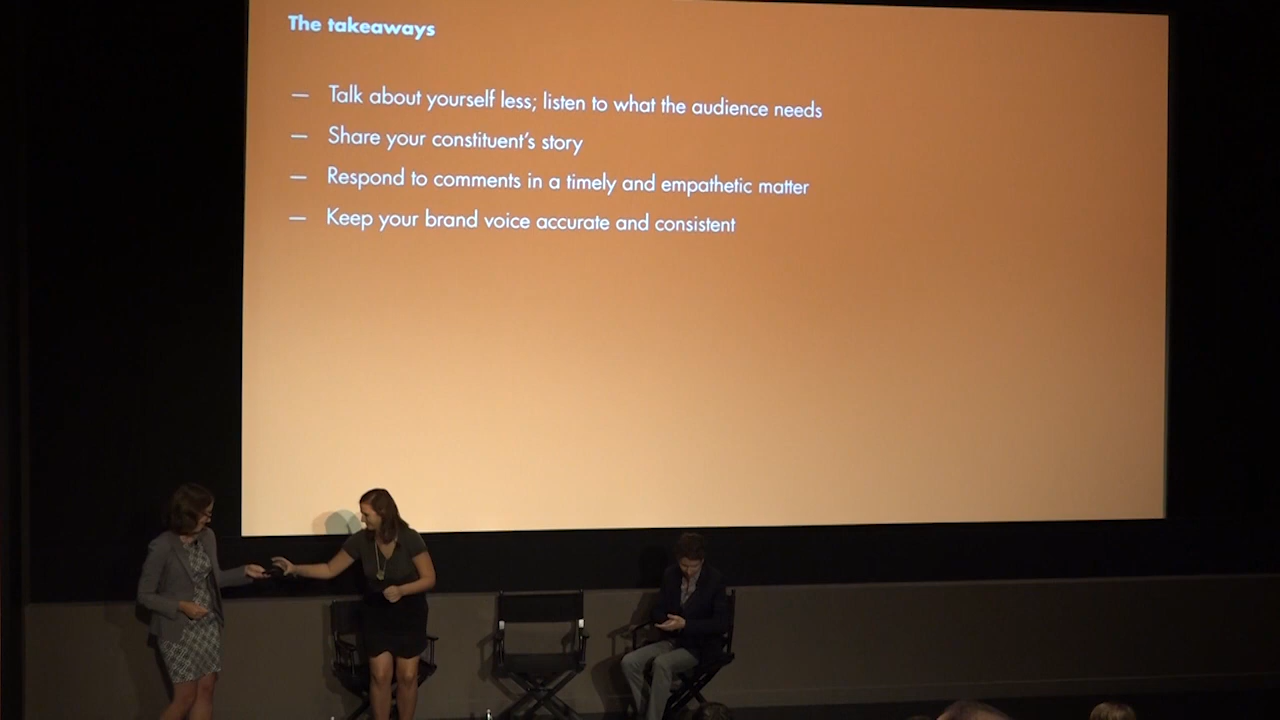 The takeaways
— Talk about yourself less; listen to what the audience needs
— Share your constituent's story
— Respond to comments in a timely and empathetic matter
— Keep your brand voice accurate and consistent